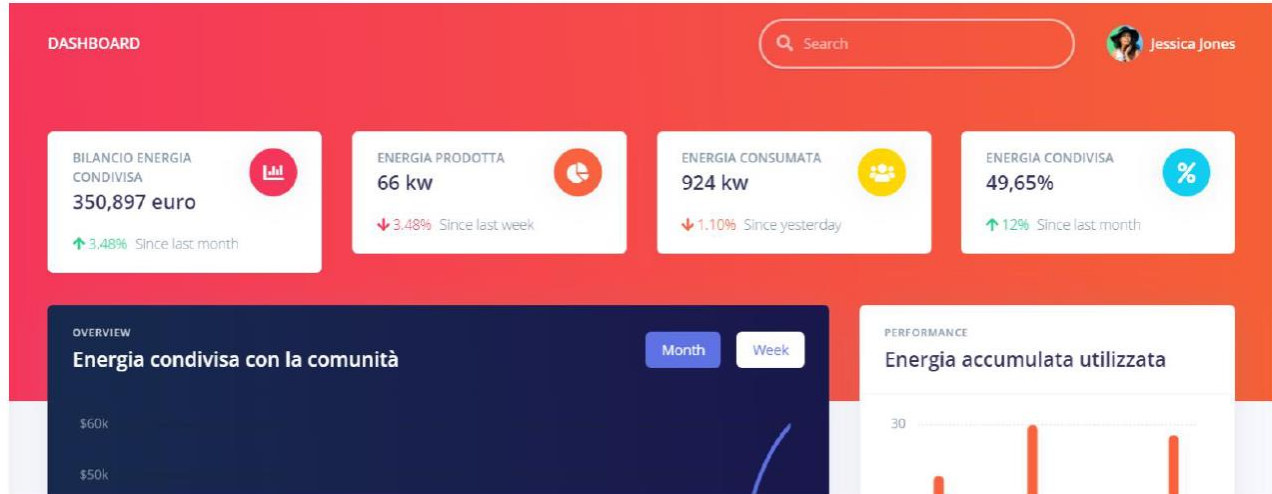 DASHBOARD
Search
Jessica Jones
BILANCIO ENERGIA
CONDIVISA
350,897 euro
3.48% Since last month
ENERGIA PRODOTTA
66 kw
3.48% Since last week
ENERGIA CONSUMATA
924 kw
1.10% Since yesterday
ENERGIA CONDIVISA
49,65%
%
12% Since last month
OVERVIEW
Energia condivisa con la comunità
Month
Week
$60k
$50k
PERFORMANCE
Energia accumulata utilizzata
30